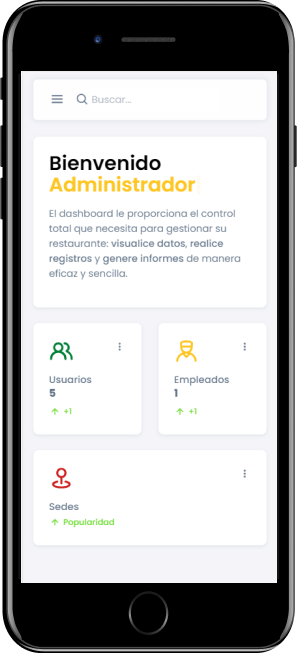 Buscar...
Bienvenido
Administrador
El dashboard le proporciona el control
total que necesita para gestionar su
restaurante: visualice datos, realice
registros y genere informes de manera
eficaz y sencilla.
Usuarios
5
+1
Empleados
1
+1
Sedes
Popularidad